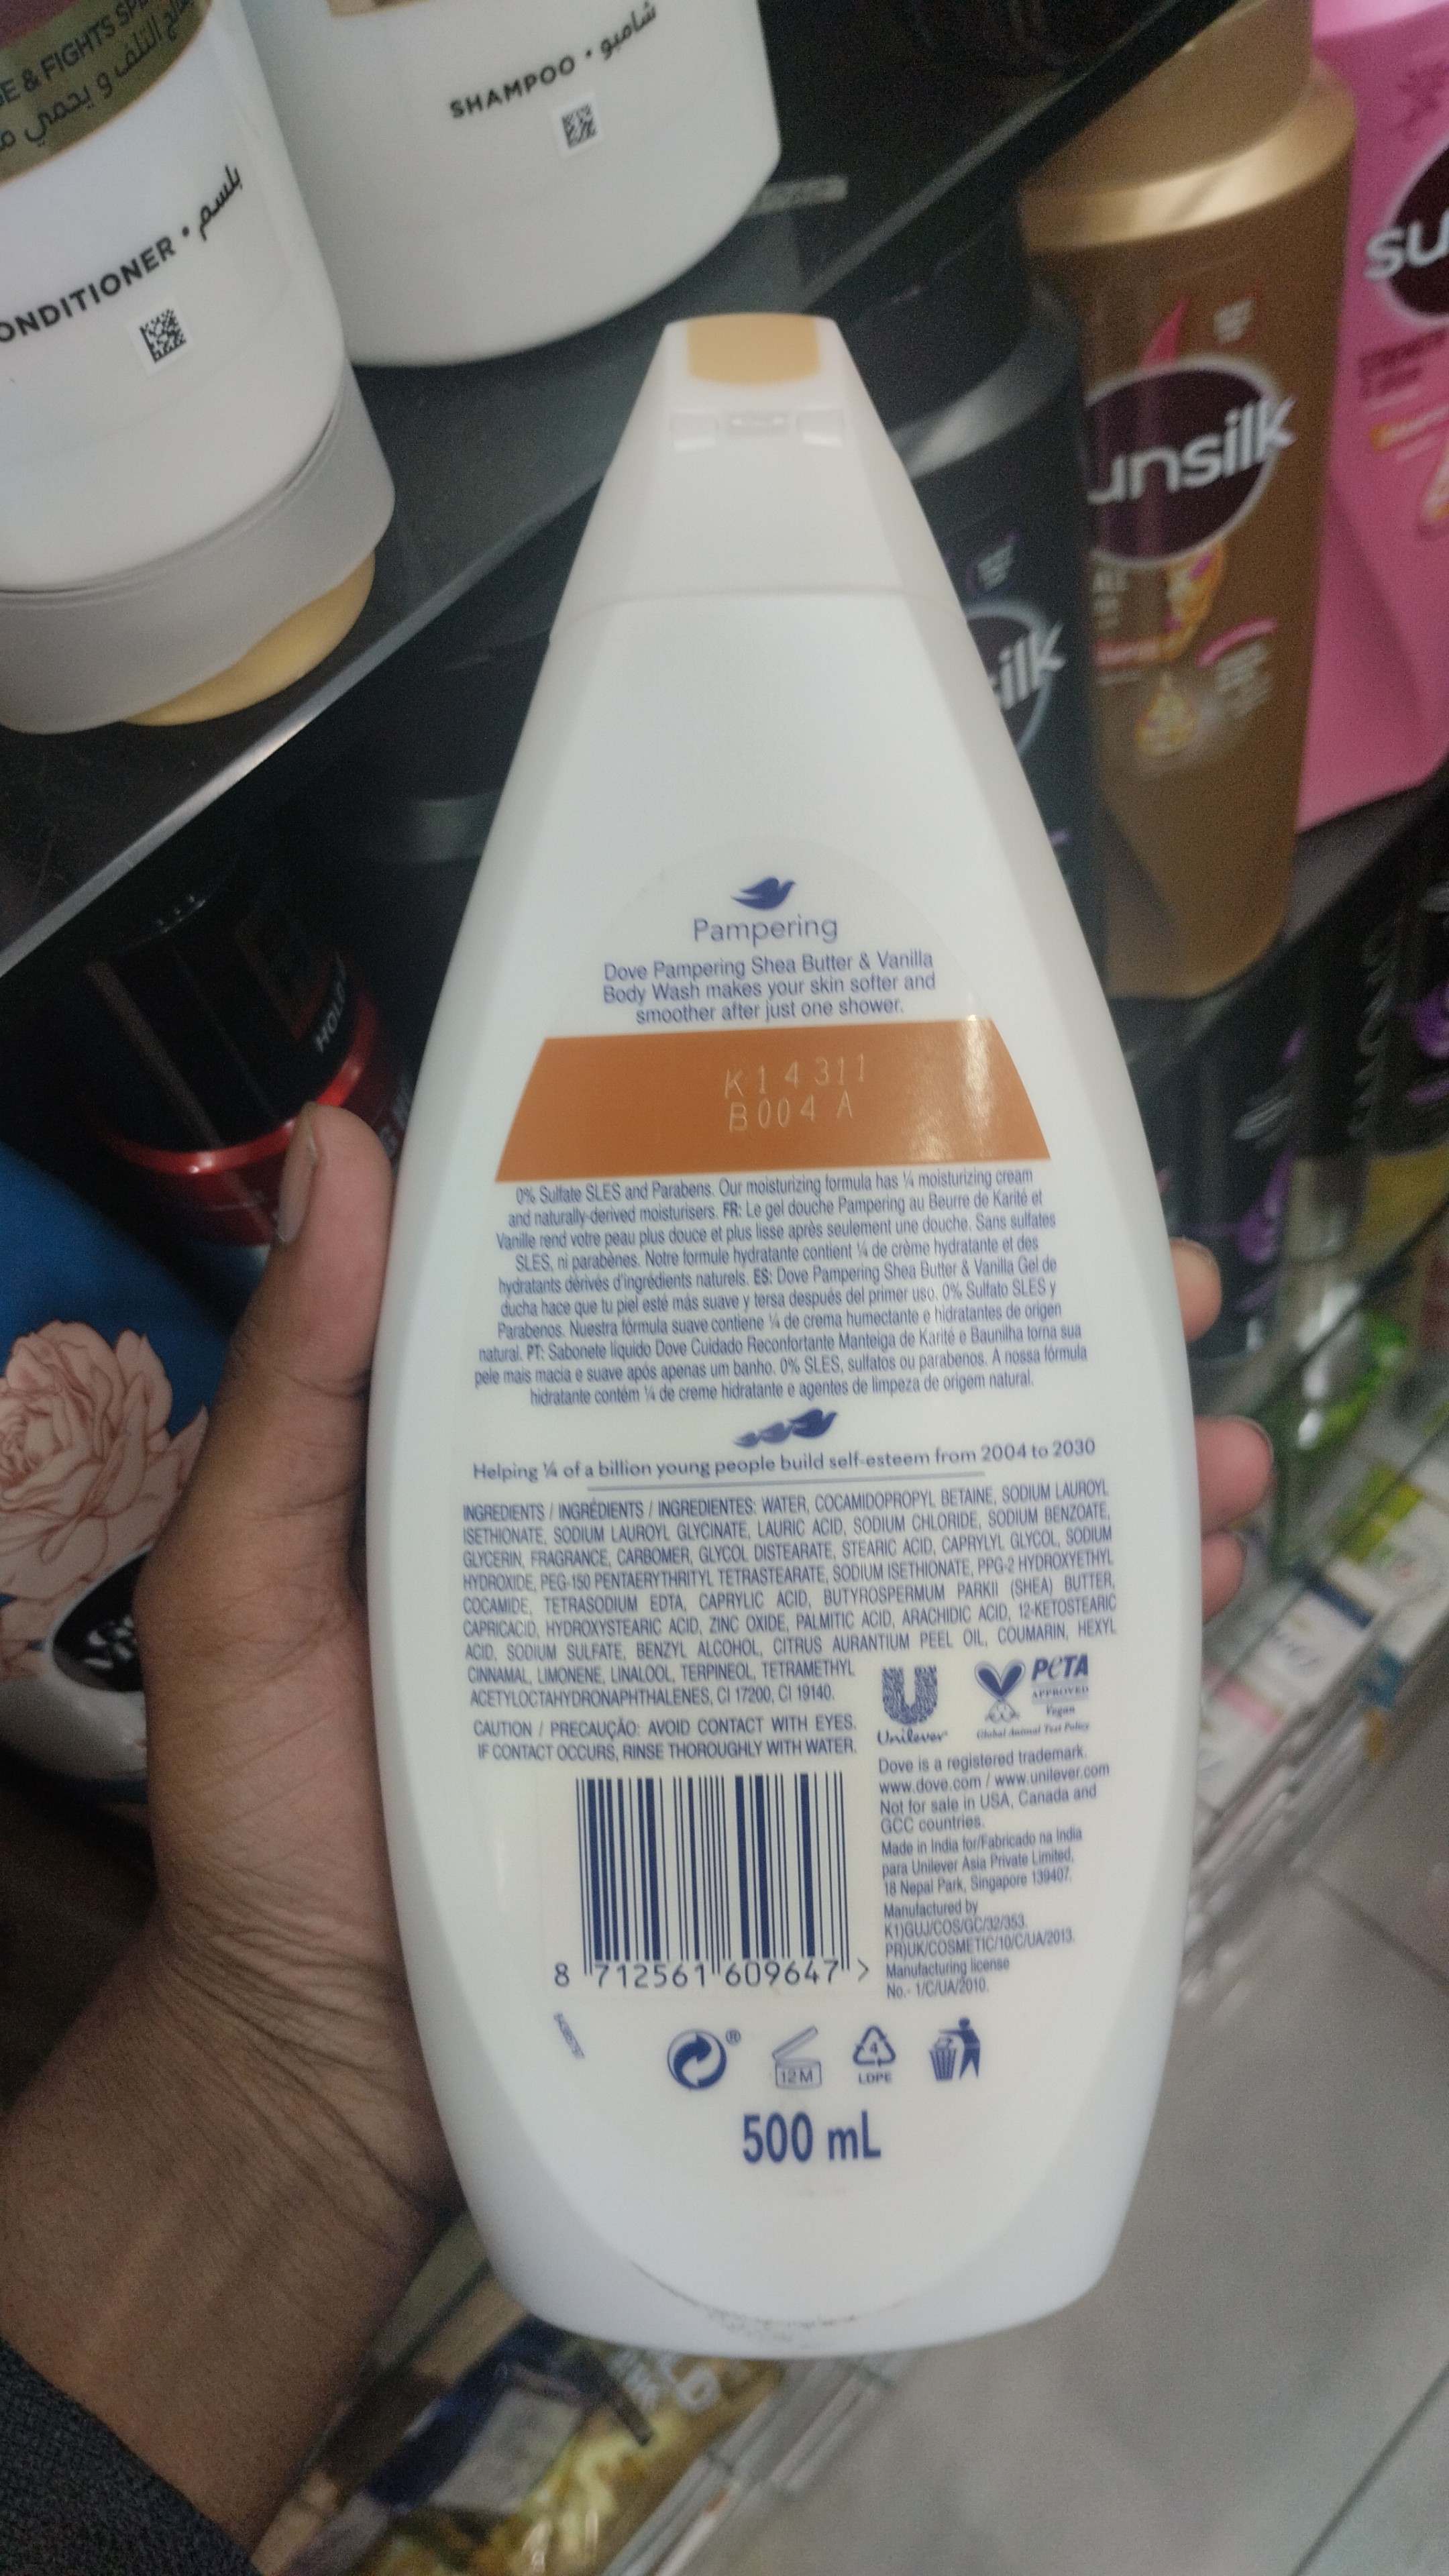 SHAMPOO • شامبو
بلسم •
unsilk
su
HOLD
Pampering
Dove Pampering Shea Butter & Vanilla
Body Wash makes your skin softer and
smoother after just one shower.
K14311
B004 A
0% Sulfate SLES and Parabens. Our moisturizing formula has ¼ moisturizing cream
and naturally-derived moisturisers. FR: Le gel douche Pampering au Beurre de Karité et
Vanille rend votre peau plus douce et plus lisse après seulement une douche. Sans sulfates
SLES, ni parabènes. Notre formule hydratante contient ¼ de crème hydratante et des
hydratants dérivés d'ingrédients naturels. ES: Dove Pampering Shea Butter & Vanilla Gel de
ducha hace que tu piel esté más suave y tersa después del primer uso. 0% Sulfato SLES y
Parabenos. Nuestra fórmula suave contiene ¼ de crema humectante e hidratantes de origen
natural. PT: Sabonete líquido Dove Cuidado Reconfortante Manteiga de Karité e Baunilha torna sua
pele mais macia e suave após apenas um banho. 0% SLES, sulfatos ou parabenos. A nossa fórmula
hidratante contém ¼ de creme hidratante e agentes de limpeza de origem natural.
Helping ¼ of a billion young people build self-esteem from 2004 to 2030
INGREDIENTS / INGRÉDIENTS / INGREDIENTES: WATER, COCAMIDOPROPYL BETAINE, SODIUM LAUROYL
ISETHIONATE, SODIUM LAUROYL GLYCINATE, LAURIC ACID, SODIUM CHLORIDE, SODIUM BENZOATE,
GLYCERIN, FRAGRANCE, CARBOMER, GLYCOL DISTEARATE, STEARIC ACID, CAPRYLYL GLYCOL, SODIUM
HYDROXIDE, PEG-150 PENTAERYTHRITYL TETRASTEARATE, SODIUM ISETHIONATE, PPG-2 HYDROXYETHYL
COCAMIDE, TETRASODIUM EDTA, CAPRYLIC ACID, BUTYROSPERMUM PARKII (SHEA) BUTTER,
CAPRICACID, HYDROXYSTEARIC ACID, ZINC OXIDE, PALMITIC ACID, ARACHIDIC ACID, 12-KETOSTEARIC
ACID, SODIUM SULFATE, BENZYL ALCOHOL, CITRUS AURANTIUM PEEL OIL, COUMARIN, HEXYL
CINNAMAL, LIMONENE, LINALOOL, TERPINEOL, TETRAMETHYL
ACETYLOCTAHYDRONAPHTHALENES, CI 17200, CI 19140.
CAUTION / PRECAUÇÃO: AVOID CONTACT WITH EYES.
IF CONTACT OCCURS, RINSE THOROUGHLY WITH WATER.
Unilever
PETA
APPROVED
Vegan
Global Animal Test Policy
Dove is a registered trademark.
www.dove.com / www.unilever.com
Not for sale in USA, Canada and
GCC countries.
Made in India for/Fabricado na India
para Unilever Asia Private Limited,
18 Nepal Park, Singapore 139407.
Manufactured by
K1)GUJ/COS/GC/32/353.
PR)UK/COSMETIC/10/C/UA/2013.
Manufacturing license
No.- 1/C/UA/2010.
8 712561 609647 >
12M
4
LDPE
500 mL